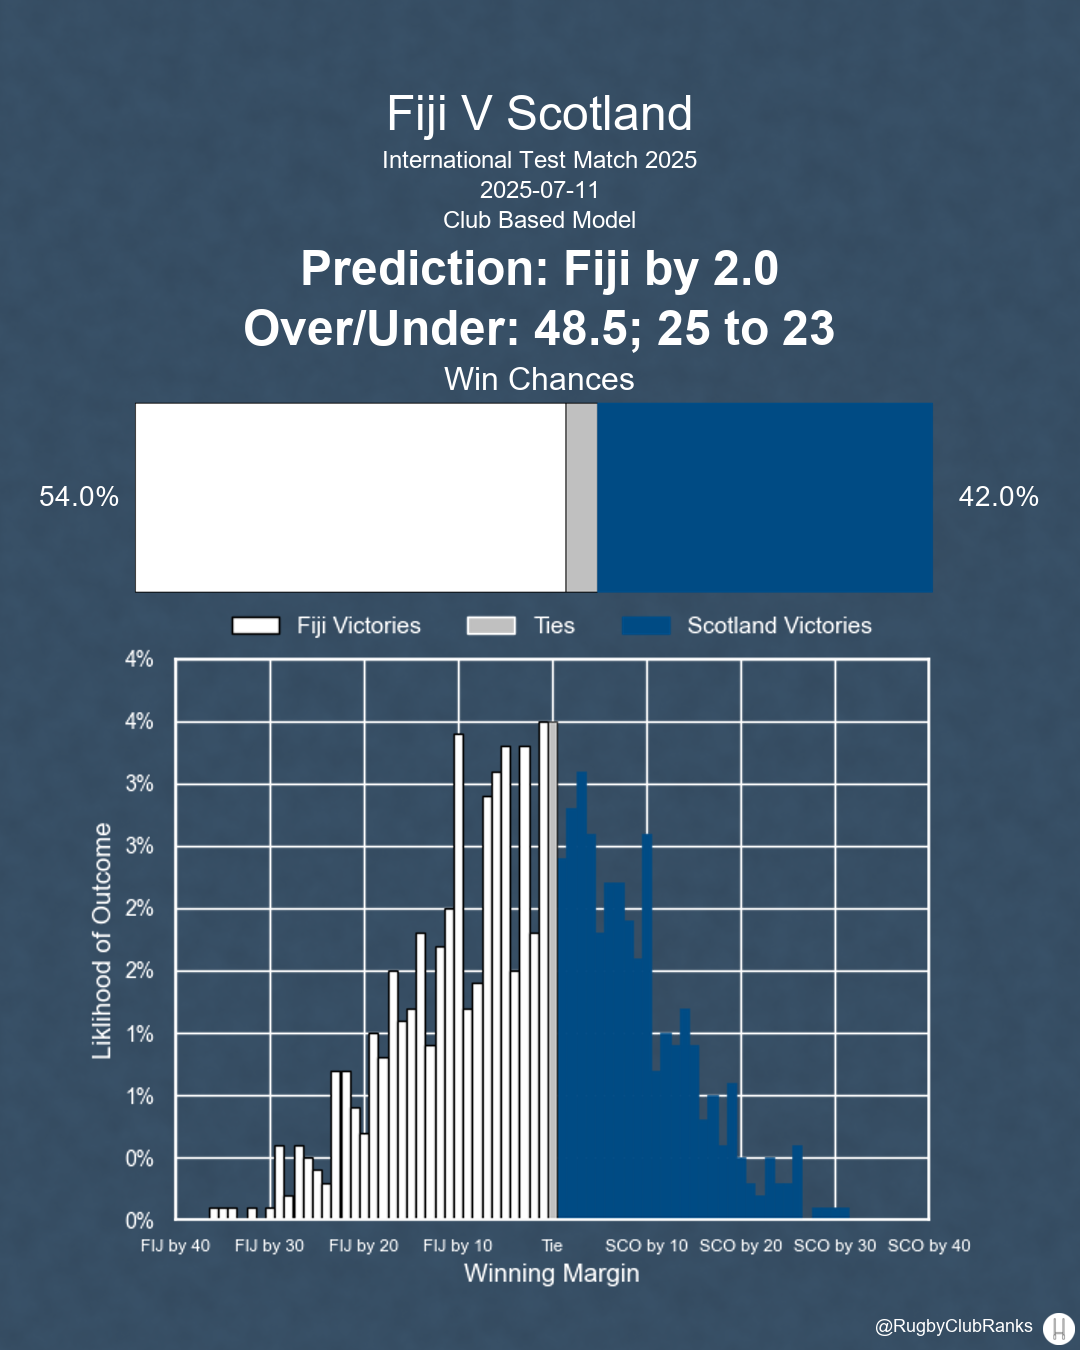 Fiji V Scotland
International Test Match 2025
2025-07-11
Club Based Model
Prediction: Fiji by 2.0
Over/Under: 48.5; 25 to 23
Win Chances
54.0%
42.0%
Fiji Victories
Ties
Scotland Victories
4%
4%
3%
3%
2%
2%
1%
1%
0%
0%
Liklihood of Outcome
FIJ by 40
FIJ by 30
FIJ by 20
FIJ by 10
Tie
SCO by 10
SCO by 20
SCO by 30
SCO by 40
Winning Margin
@RugbyClubRanks